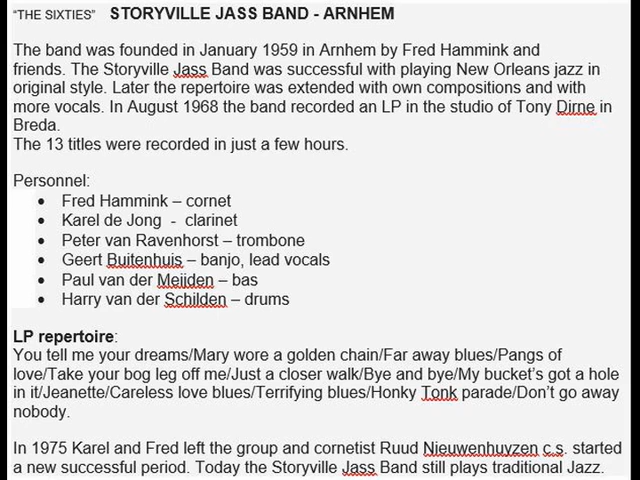 “THE SIXTIES” STORYVILLE JASS BAND - ARNHEM
The band was founded in January 1959 in Arnhem by Fred Hammink and
friends. The Storyville Jass Band was successful with playing New Orleans jazz in
original style. Later the repertoire was extended with own compositions and with
more vocals. In August 1968 the band recorded an LP in the studio of Tony Dirne in
Breda.
The 13 titles were recorded in just a few hours.
Personnel:
• Fred Hammink – cornet
• Karel de Jong - clarinet
• Peter van Ravenhorst – trombone
• Geert Buitenhuis – banjo, lead vocals
• Paul van der Meijden – bas
• Harry van der Schilden – drums
LP repertoire:
You tell me your dreams/Mary wore a golden chain/Far away blues/Pangs of
love/Take your bog leg off me/Just a closer walk/Bye and bye/My bucket’s got a hole
in it/Jeanette/Careless love blues/Terrifying blues/Honky Tonk parade/Don’t go away
nobody.
In 1975 Karel and Fred left the group and cornetist Ruud Nieuwenhuyzen c.s. started
a new successful period. Today the Storyville Jass Band still plays traditional Jazz.